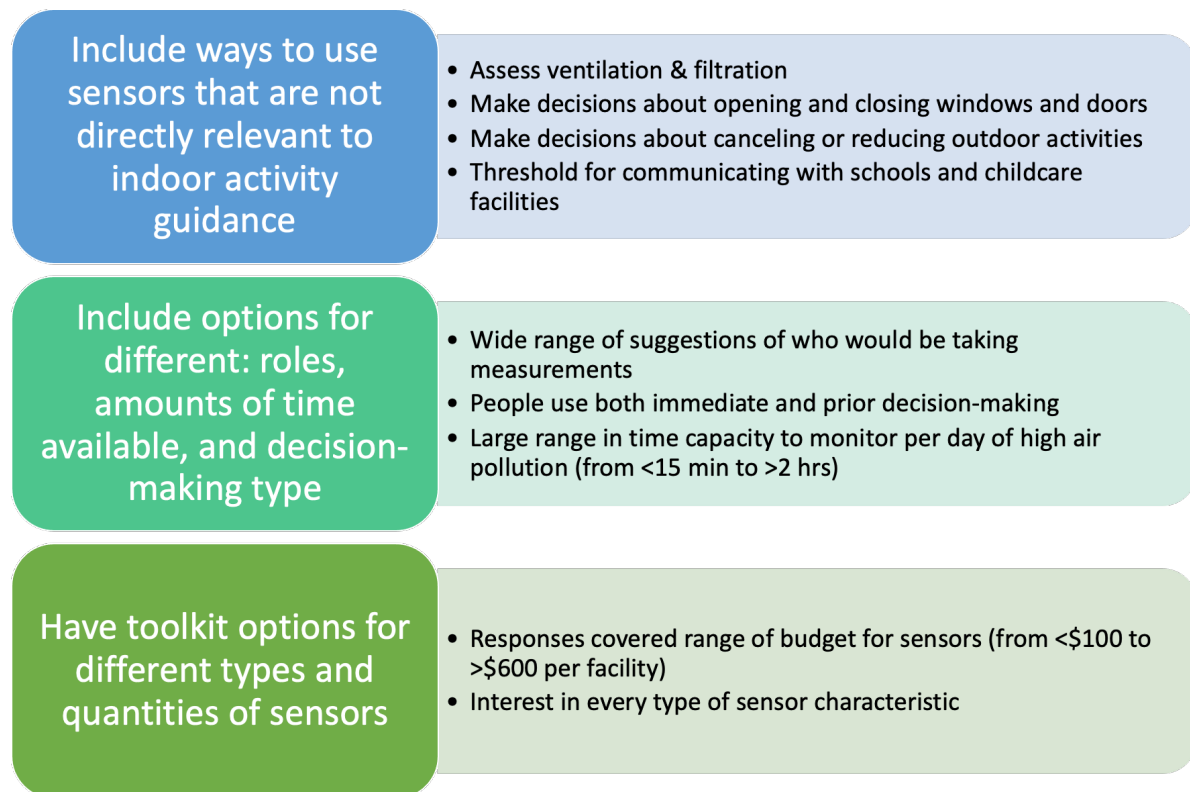 Include ways to use
sensors that are not
directly relevant to
indoor activity
guidance
• Assess ventilation & filtration
• Make decisions about opening and closing windows and doors
• Make decisions about canceling or reducing outdoor activities
• Threshold for communicating with schools and childcare
facilities
Include options for
different: roles,
amounts of time
available, and decision-
making type
• Wide range of suggestions of who would be taking
measurements
• People use both immediate and prior decision-making
• Large range in time capacity to monitor per day of high air
pollution (from <15 min to >2 hrs)
Have toolkit options for
different types and
quantities of sensors
• Responses covered range of budget for sensors (from <$100 to
>$600 per facility)
• Interest in every type of sensor characteristic